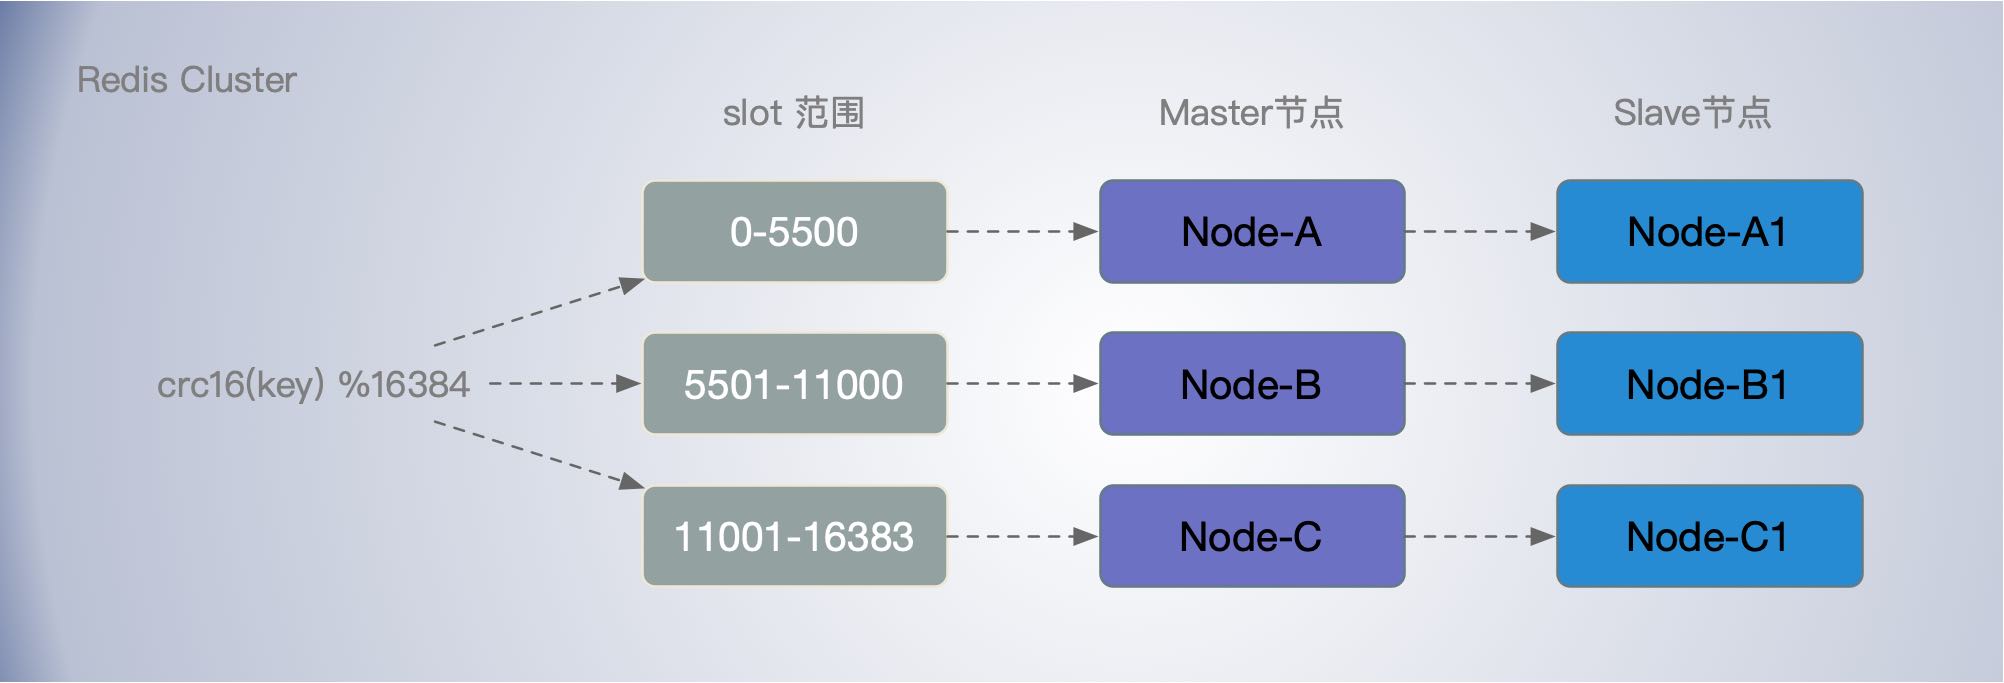 Redis Cluster
slot 范围
Master节点
Slave节点
0-5500
Node-A
Node-A1
crc16(key) %16384
5501-11000
Node-B
Node-B1
11001-16383
Node-C
Node-C1